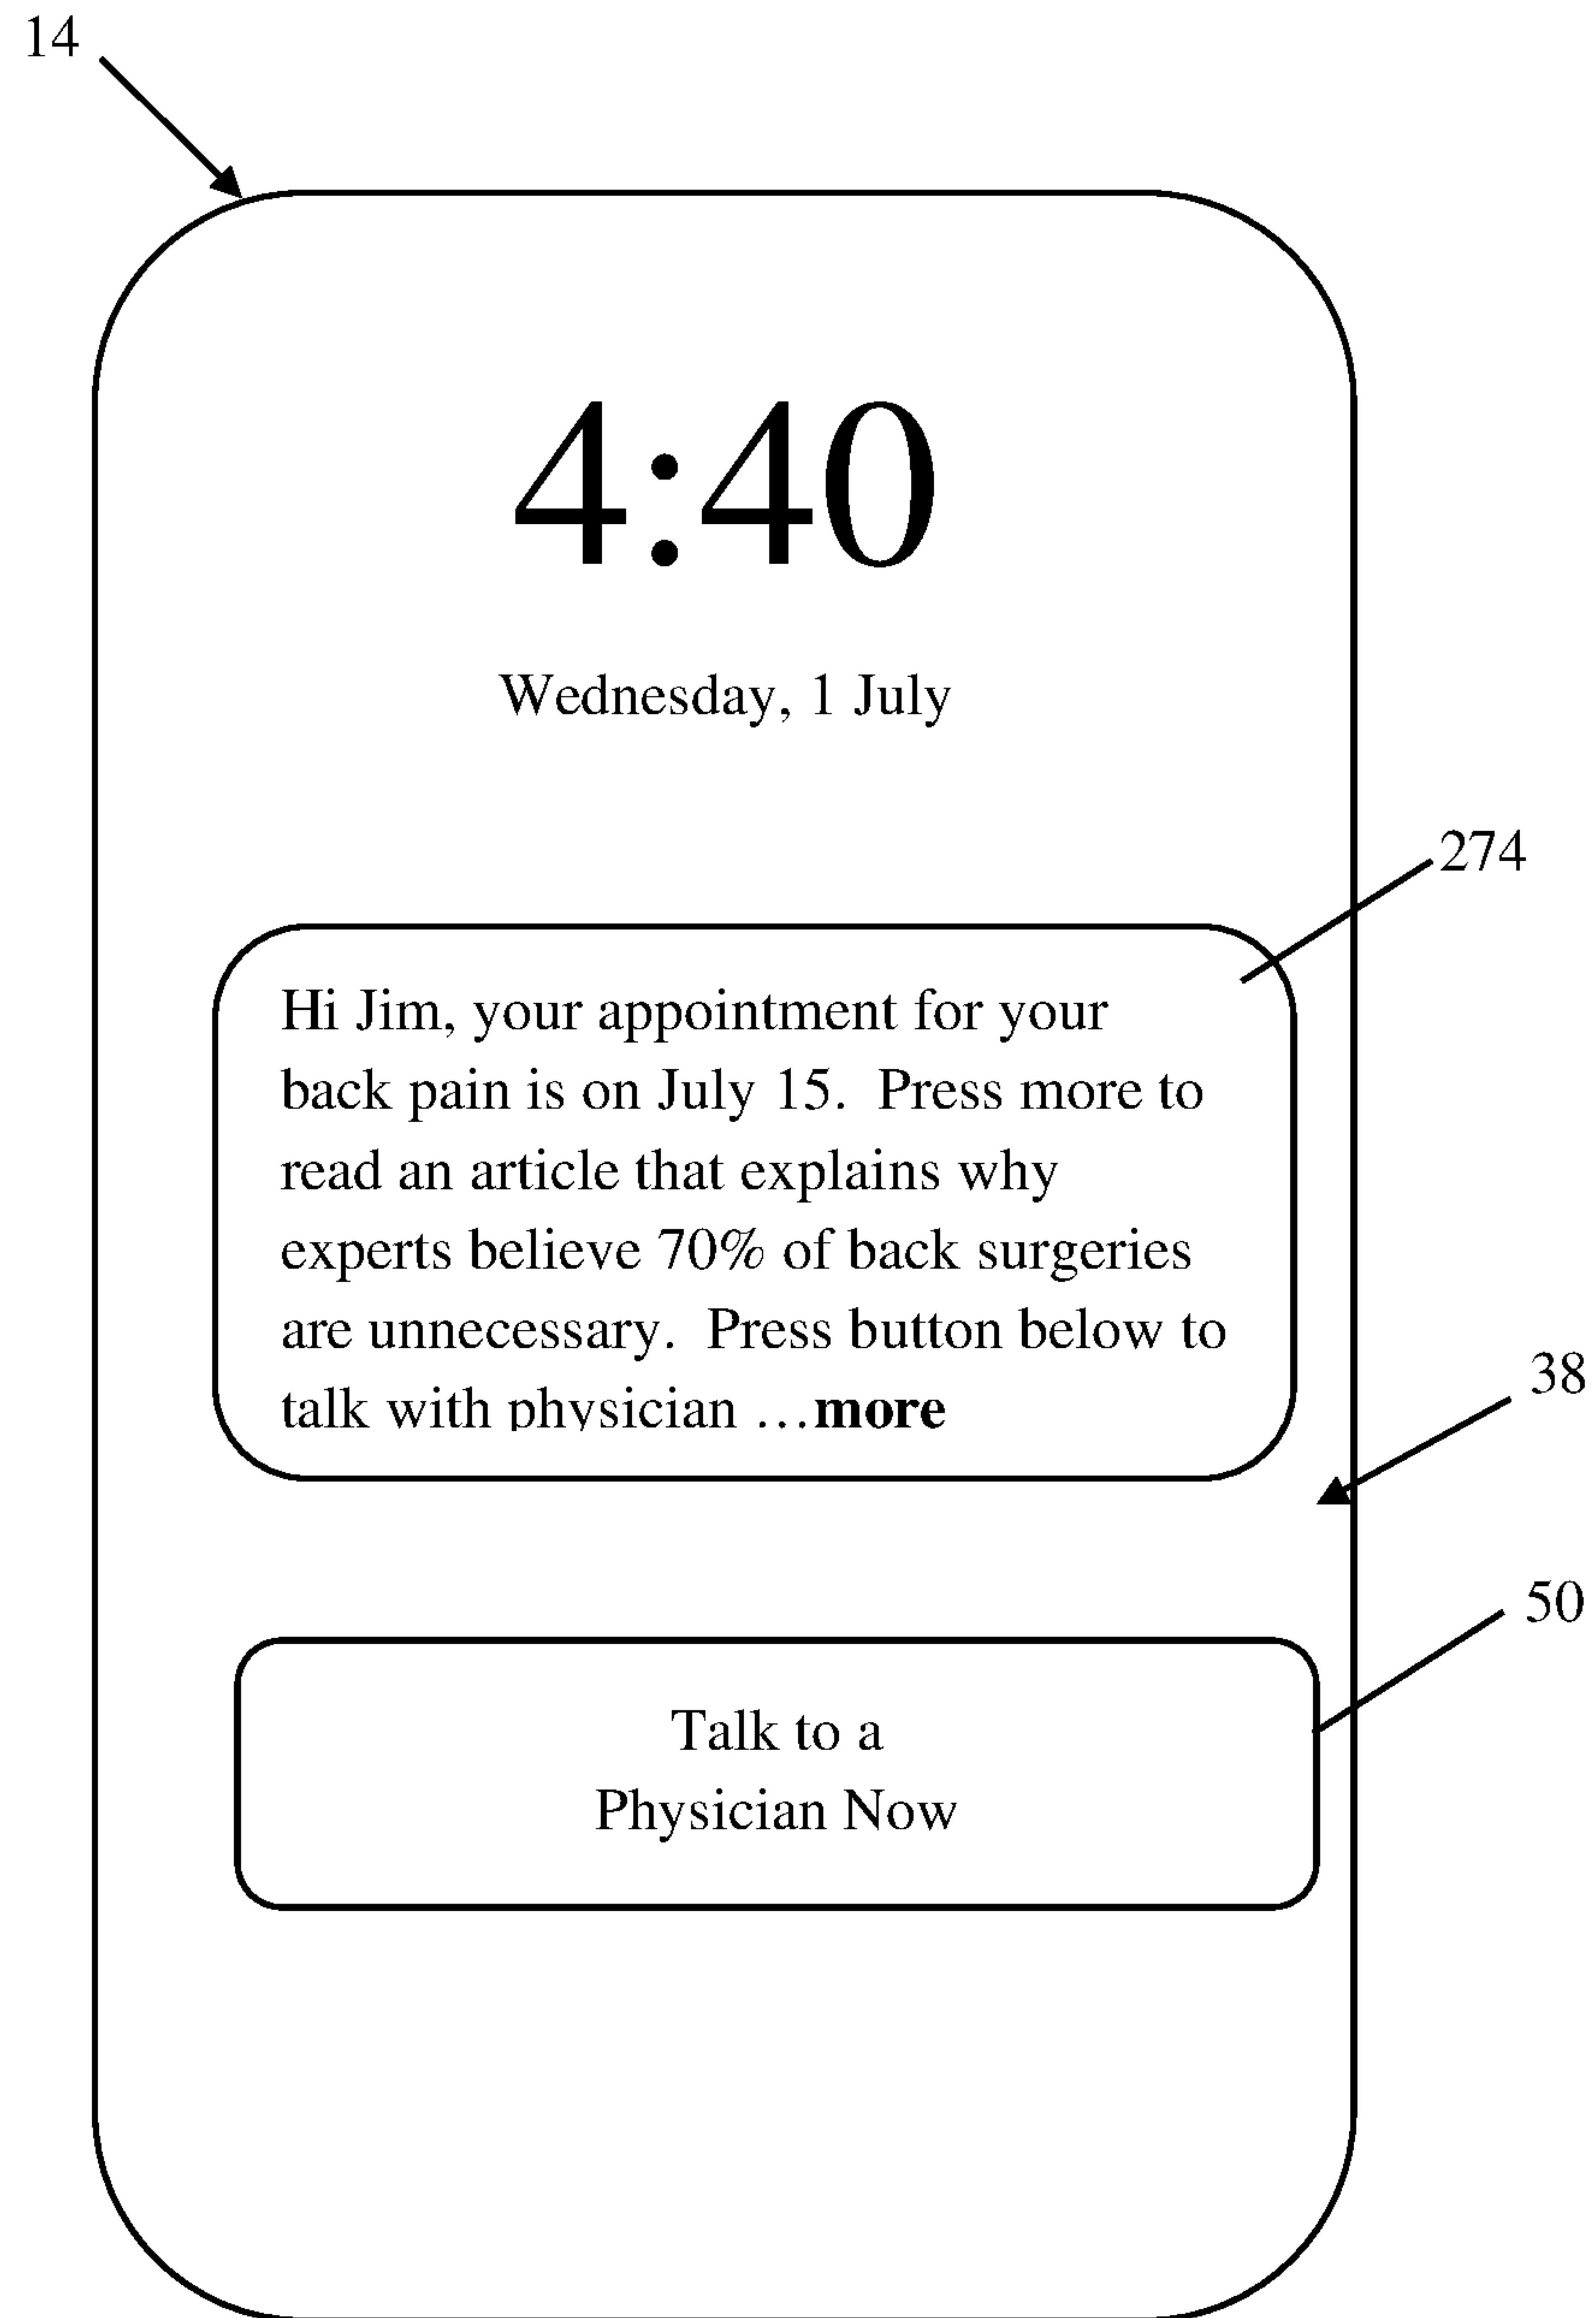 14
4:40
Wednesday, 1 July
274
Hi Jim, your appointment for your
back pain is on July 15.  Press more to
read an article that explains why
experts believe 70% of back surgeries
are unnecessary.  Press button below to
talk with physician …more
38
50
Talk to a
Physician Now